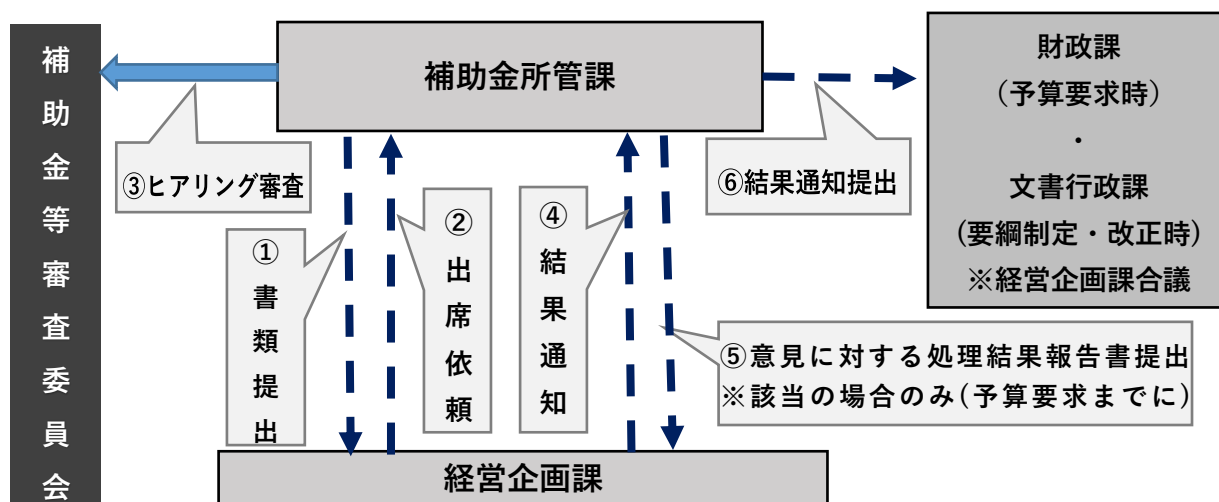 補助金等審査委員会
補助金所管課
財政課
(予算要求時)
・
文書行政課
(要綱制定・改正時)
※経営企画課合議
③ヒアリング審査
⑥結果通知提出
①書類提出
②出席依頼
④結果通知
⑤意見に対する処理結果報告書提出
※該当の場合のみ(予算要求までに)
経営企画課